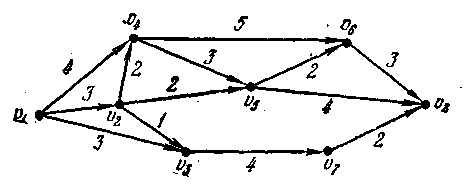 v₄ 5 v₆
4 3 3
2 2
3 2 v₅ 4
v₁ v₂ 1 v₈
3 2
v₃ 4 v₇